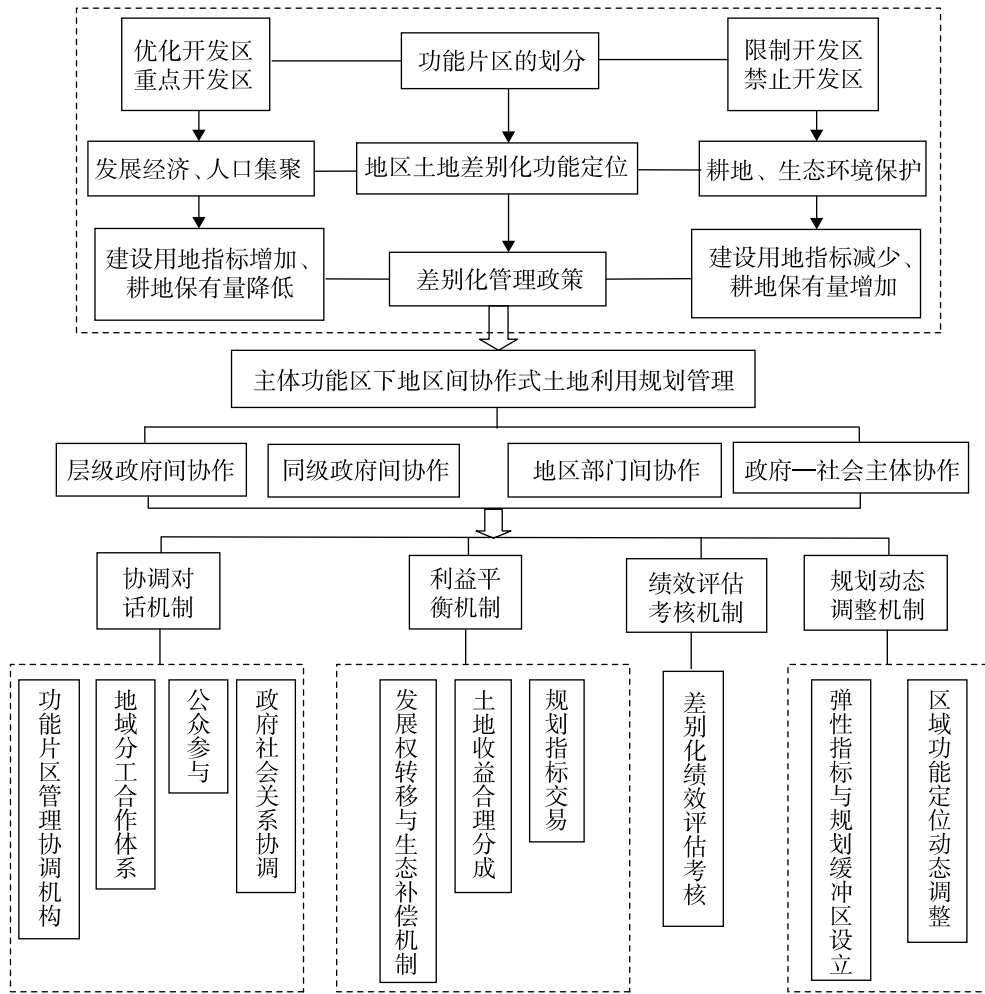 优化开发区
重点开发区
功能片区的划分
限制开发区
禁止开发区
发展经济、人口集聚
地区土地差别化功能定位
耕地、生态环境保护
建设用地指标增加、
耕地保有量降低
差别化管理政策
建设用地指标减少、
耕地保有量增加
主体功能区下地区间协作式土地利用规划管理
层级政府间协作
同级政府间协作
地区部门间协作
政府—社会主体协作
协调对
话机制
利益平
衡机制
绩效评估
考核机制
规划动态
调整机制
功能片区管理协调机构
地域分工合作体系
公众参与
政府社会关系协调
发展权转移与生态补偿机制
土地收益合理分成
规划指标交易
差别化绩效评估考核
弹性指标与规划缓冲区设立
区域功能定位动态调整